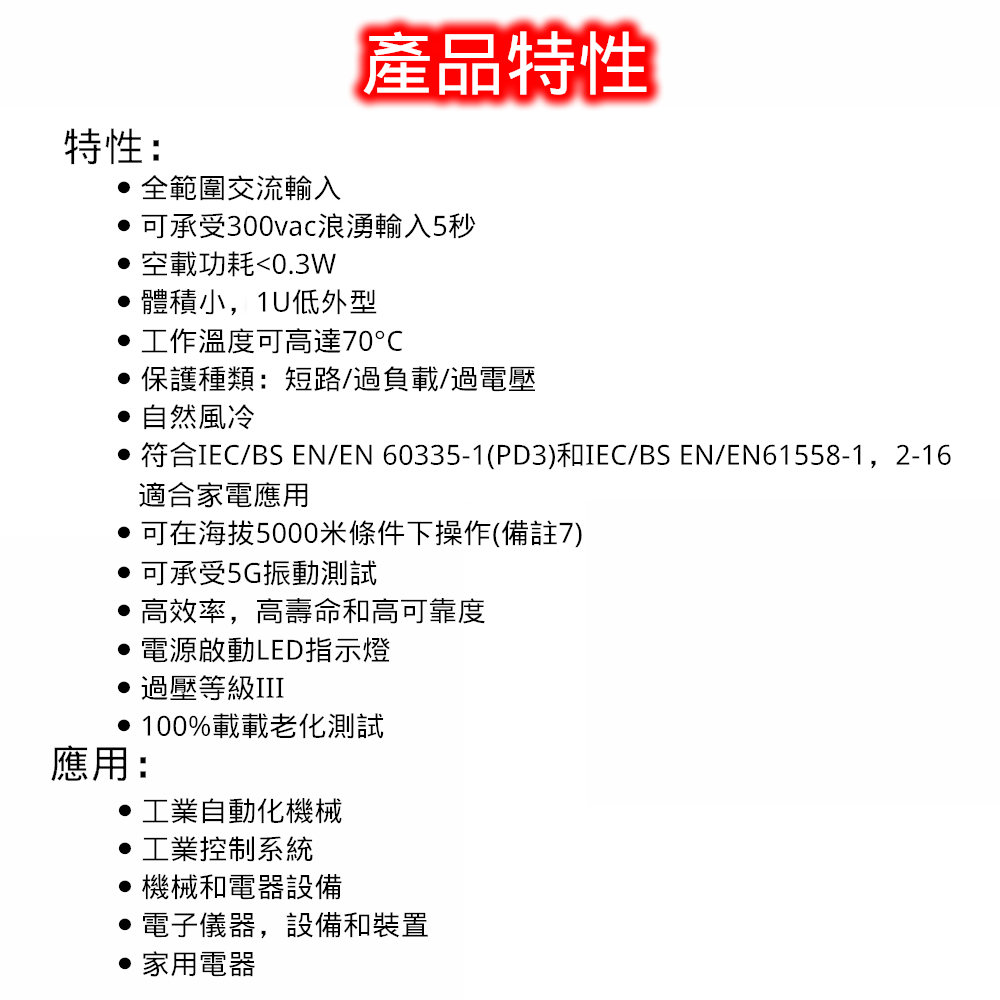 產品特性
特性：
• 全範圍交流輸入
• 可承受300vac浪湧輸入5秒
• 空載功耗<0.3W
• 體積小，1U低外型
• 工作溫度可高達70°C
• 保護種類：短路/過負載/過電壓
• 自然風冷
• 符合IEC/BS EN/EN 60335-1(PD3)和IEC/BS EN/EN61558-1，2-16
適合家電應用
• 可在海拔5000米條件下操作(備註7)
• 可承受5G振動測試
• 高效率，高壽命和高可靠度
• 電源啟動LED指示燈
• 過壓等級III
• 100%載載老化測試
應用：
• 工業自動化機械
• 工業控制系統
• 機械和電器設備
• 電子儀器，設備和裝置
• 家用電器